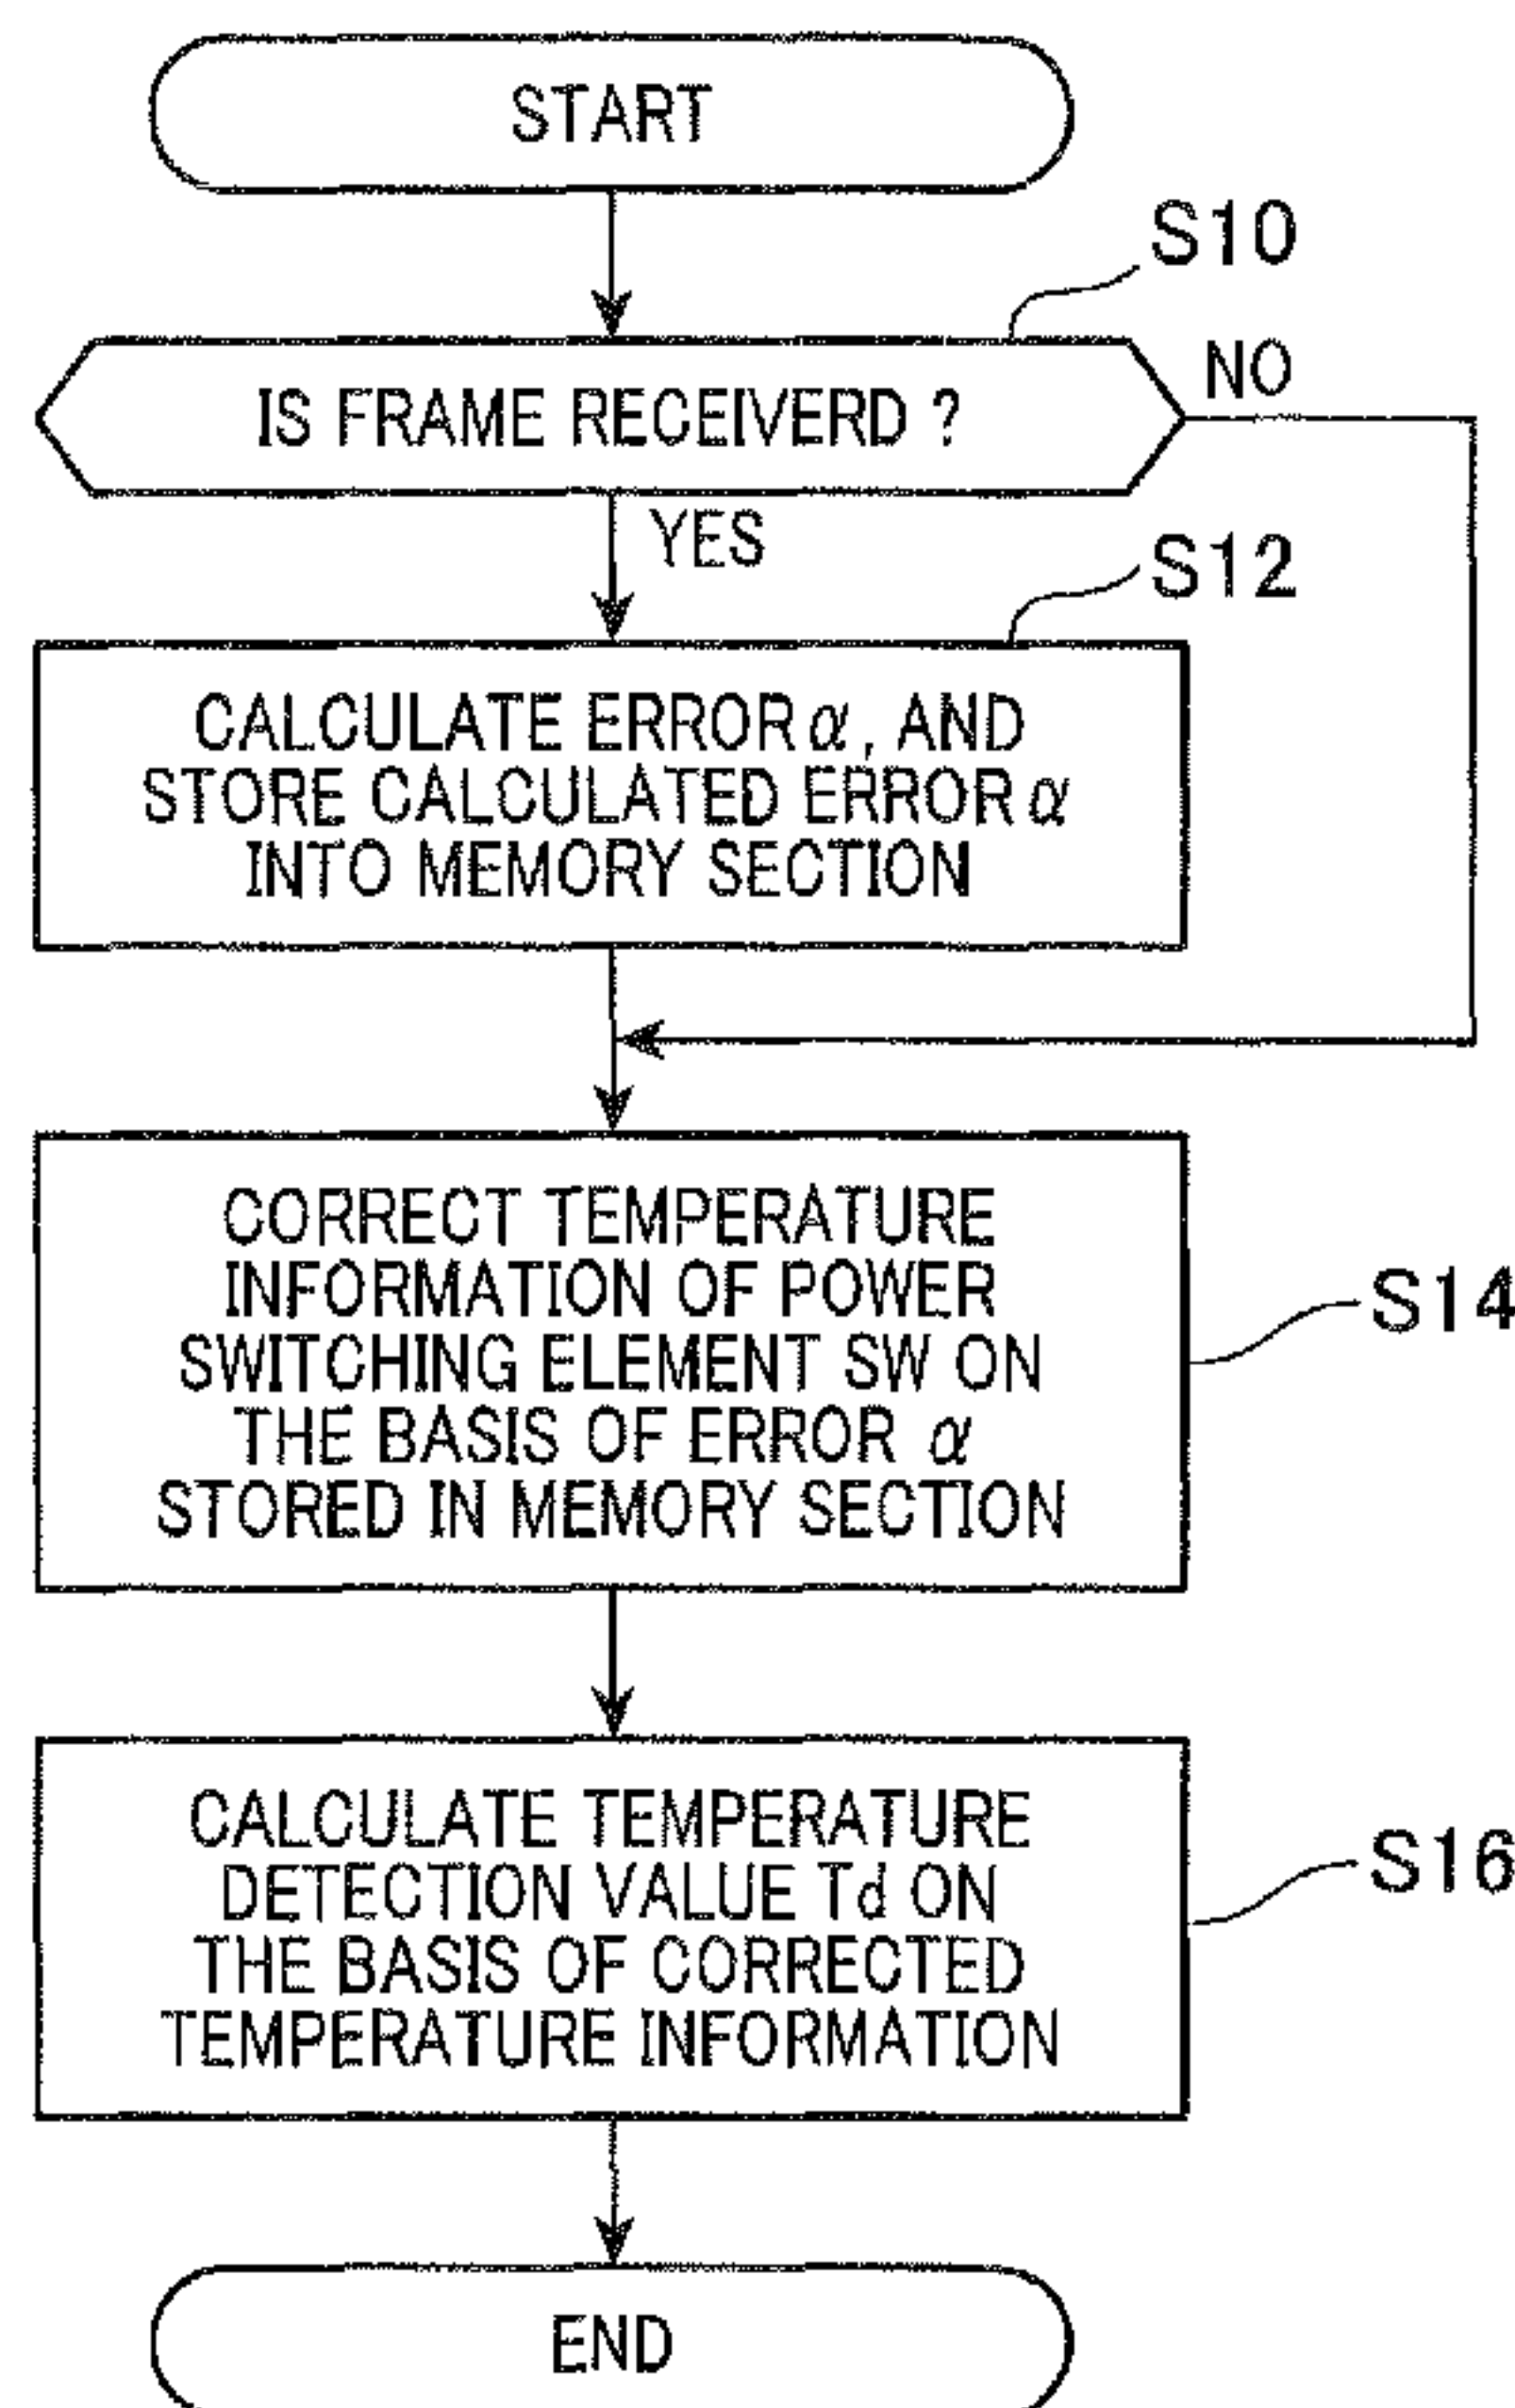 START
S10
IS FRAME RECEIVERD ?
NO
YES
S12
CALCULATE ERROR α, AND
STORE CALCULATED ERROR α
INTO MEMORY SECTION
CORRECT TEMPERATURE
INFORMATION OF POWER
SWITCHING ELEMENT SW ON
THE BASIS OF ERROR α
STORED IN MEMORY SECTION
S14
CALCULATE TEMPERATURE
DETECTION VALUE Td ON
THE BASIS OF CORRECTED
TEMPERATURE INFORMATION
S16
END